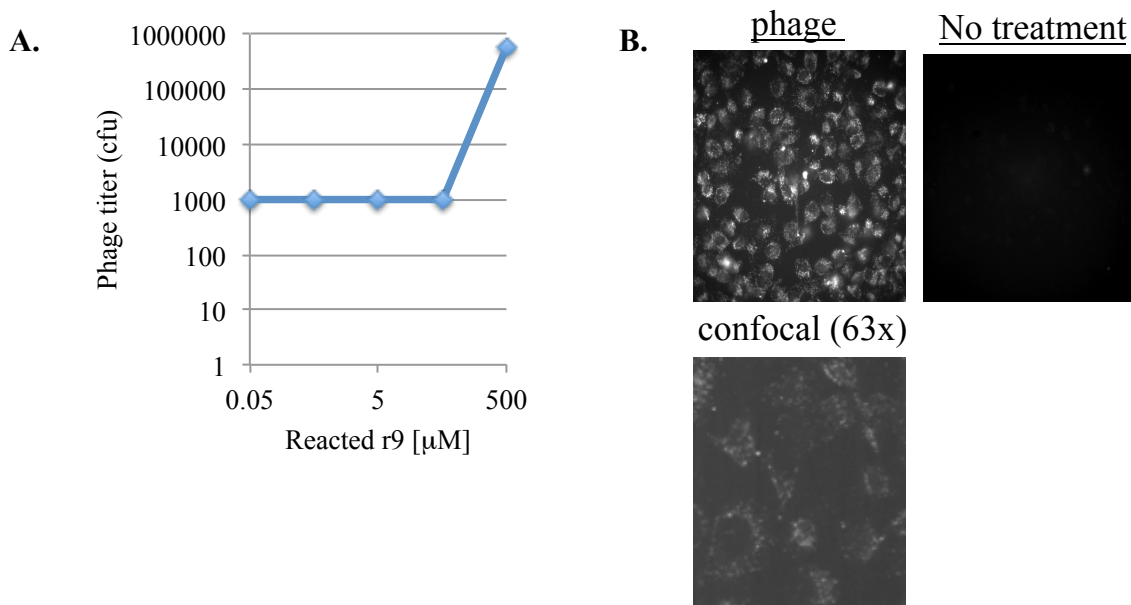 A.
1000000
100000
10000
1000
100
10
1
0.05 5 500
Phage titer (cfu)
Reacted r9 [μM]
B.
phage No treatment
confocal (63x)